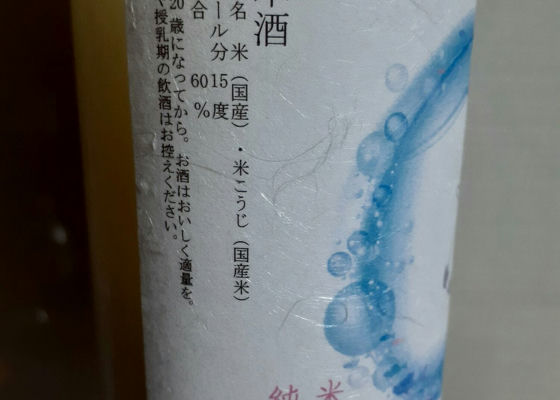 米酒
名 米(国産)・米こうじ(国産米)
ール分 15度
合 60%
20歳になってから。お酒はおいしく適量を。
や授乳期の飲酒はお控えください。
純米